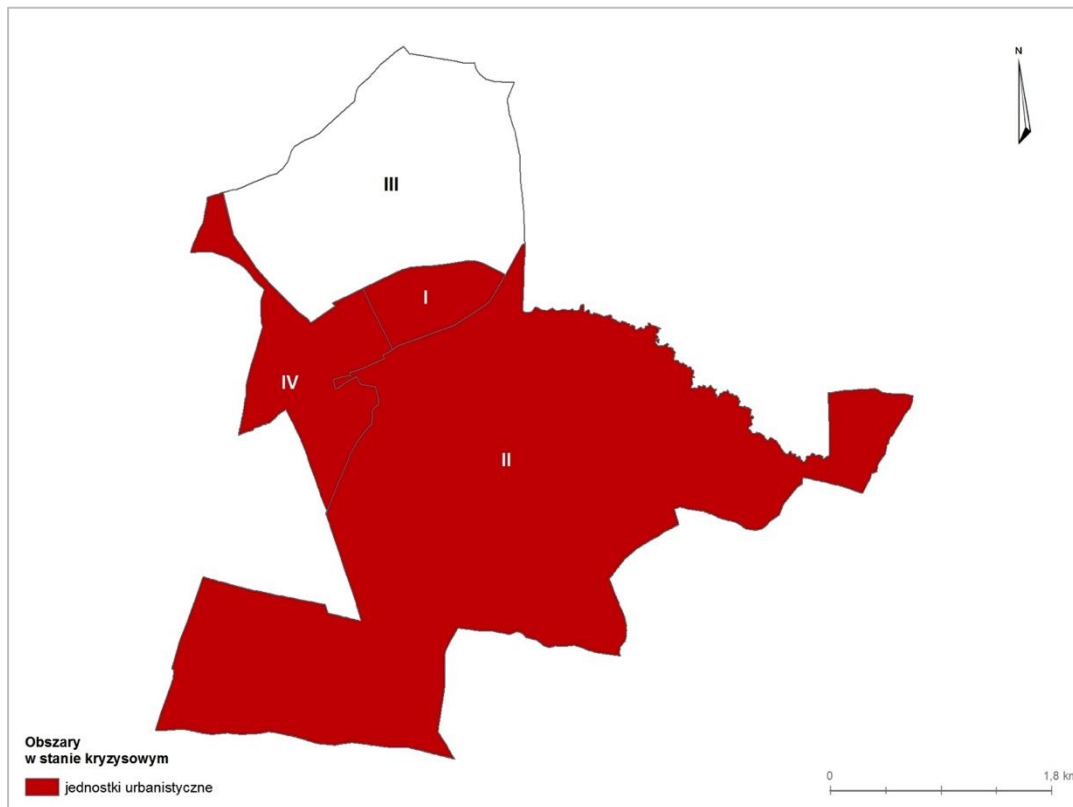 N
III
I
IV
II
Obszary
w stanie kryzysowym
jednostki urbanistyczne
0
1,8 km